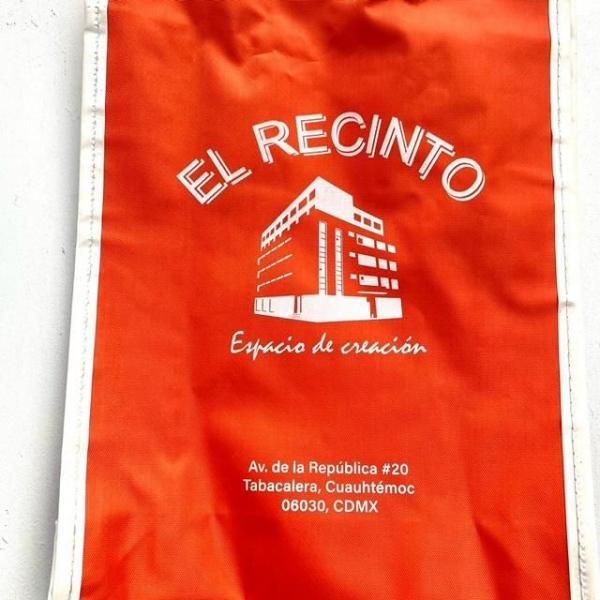 EL RECINTO
Espacio de creación
Av. de la República #20
Tabacalera, Cuauhtémoc
06030, CDMX